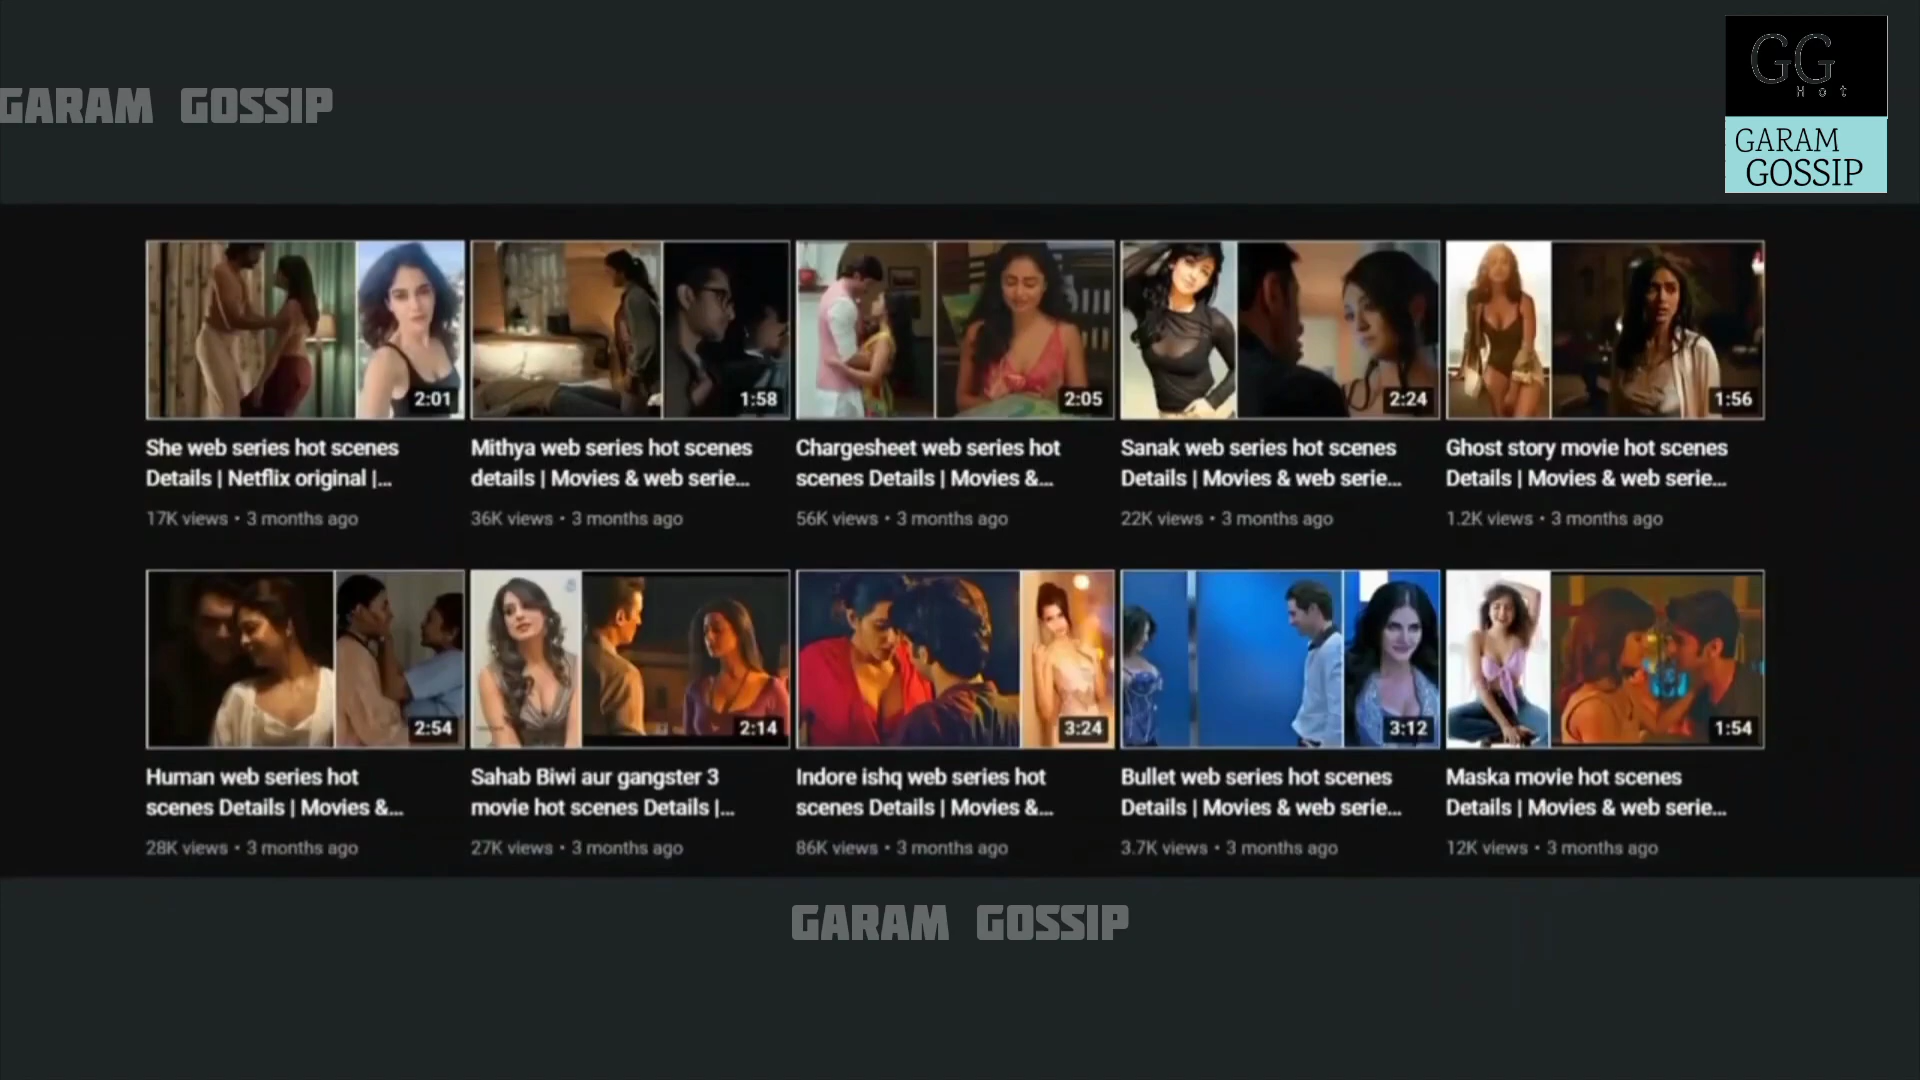 GARAM GOSSIP
GG
Hot
GARAM
GOSSIP
2:01
1:58
2:05
2:24
1:56
She web series hot scenes
Details | Netflix original |...
17K views • 3 months ago
Mithya web series hot scenes
details | Movies & web serie...
36K views • 3 months ago
Chargesheet web series hot
scenes Details | Movies &...
56K views • 3 months ago
Sanak web series hot scenes
Details | Movies & web serie...
22K views • 3 months ago
Ghost story movie hot scenes
Details | Movies & web serie...
1.2K views • 3 months ago
2:54
2:14
3:24
3:12
1:54
Human web series hot
scenes Details | Movies &...
28K views • 3 months ago
Sahab Biwi aur gangster 3
movie hot scenes Details |...
27K views • 3 months ago
Indore ishq web series hot
scenes Details | Movies &...
86K views • 3 months ago
Bullet web series hot scenes
Details | Movies & web serie...
3.7K views • 3 months ago
Maska movie hot scenes
Details | Movies & web serie...
12K views • 3 months ago
GARAM GOSSIP